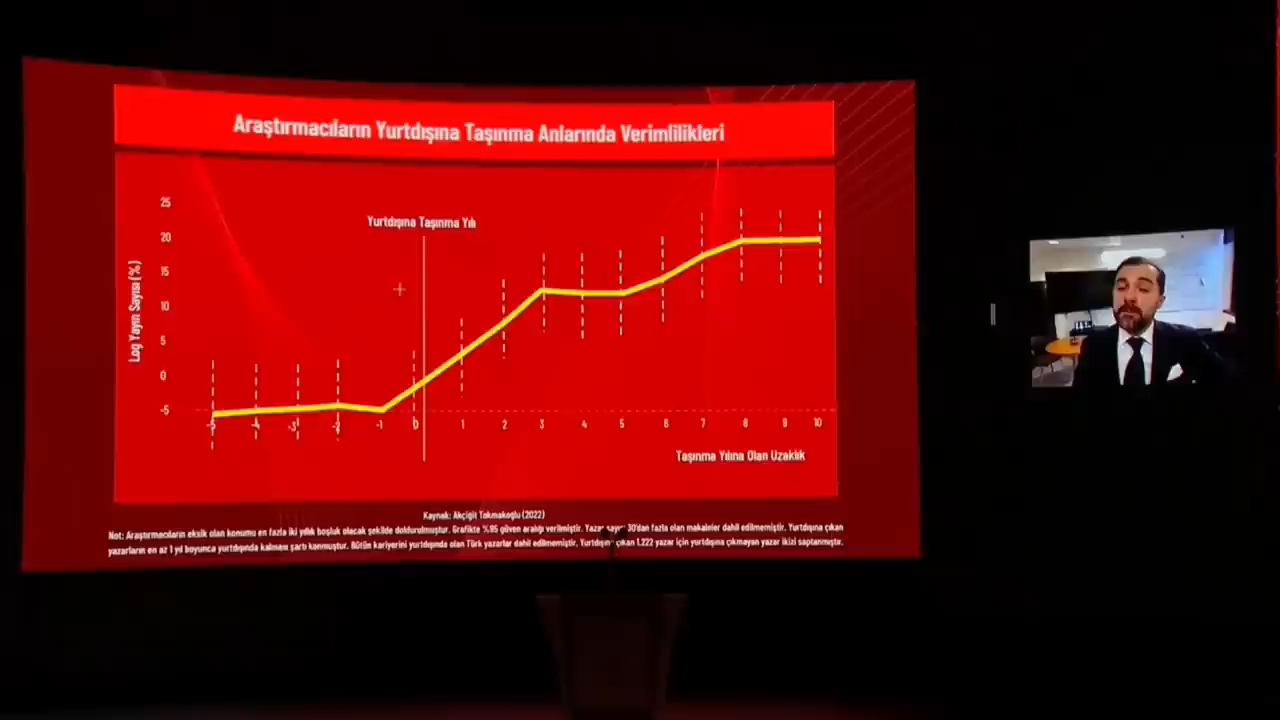 Araştırmacıların Yurtdışına Taşınma Anlarında Verimlilikleri
Yurtdışına Taşınma Yılı
Log Yayın Sayısı (%)
25
20
15
10
5
0
-5
-5 -4 -3 -2 -1 0 1 2 3 4 5 6 7 8 9 10
Taşınma Yılına Olan Uzaklık
Kaynak: Akçigit Tokmakoğlu (2022)
Not: Araştırmacıların eksik olan konumu en fazla iki yıllık boşluk olacak şekilde doldurulmuştur. Grafikte %95 güven aralığı verilmiştir. Yazar sayısı 30'dan fazla olan makaleler dahil edilmemiştir. Yurtdışına çıkan
yazarların en az 1 yıl boyunca yurtdışında kalması şartı konmuştur. Bütün kariyerini yurtdışında olan Türk yazarlar dahil edilmemiştir. Yurtdışına çıkan 1.222 yazar için yurtdışına çıkmayan yazar ikizi saptanmıştır.